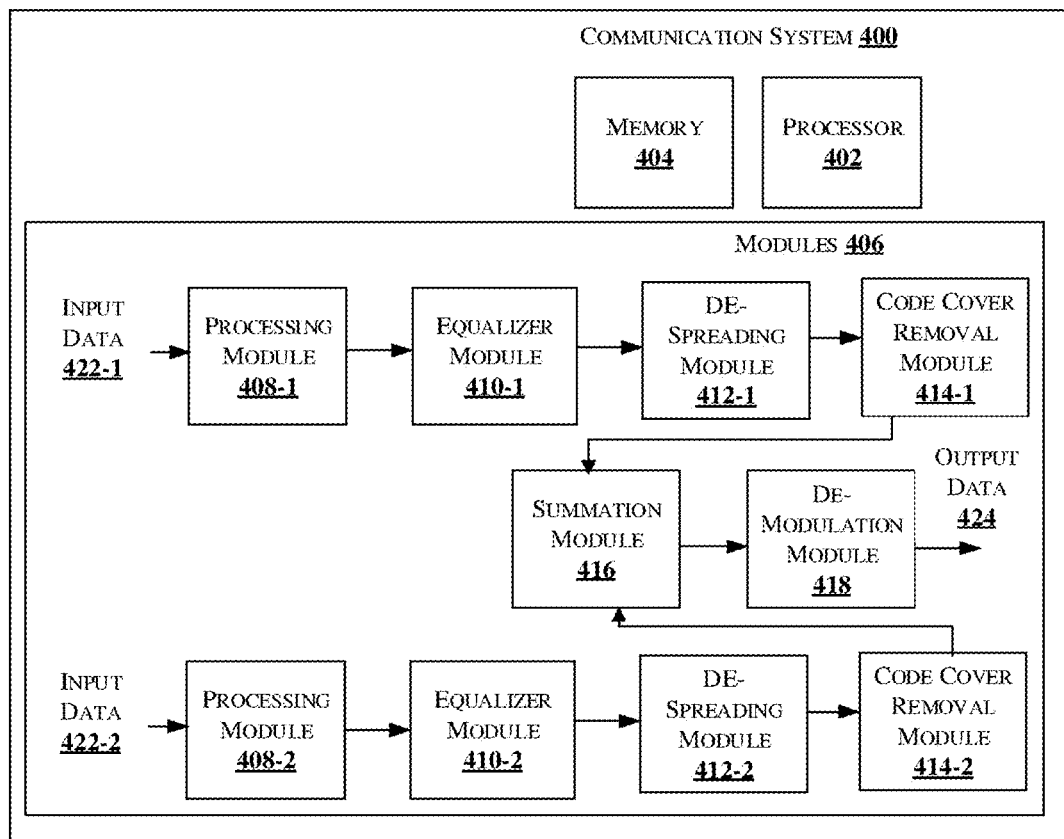 COMMUNICATION SYSTEM 400
MEMORY
404
PROCESSOR
402
MODULES 406
INPUT
DATA
422-1
PROCESSING
MODULE
408-1
EQUALIZER
MODULE
410-1
DE-
SPREADING
MODULE
412-1
CODE COVER
REMOVAL
MODULE
414-1
SUMMATION
MODULE
416
DE-
MODULATION
MODULE
418
OUTPUT
DATA
424
INPUT
DATA
422-2
PROCESSING
MODULE
408-2
EQUALIZER
MODULE
410-2
DE-
SPREADING
MODULE
412-2
CODE COVER
REMOVAL
MODULE
414-2